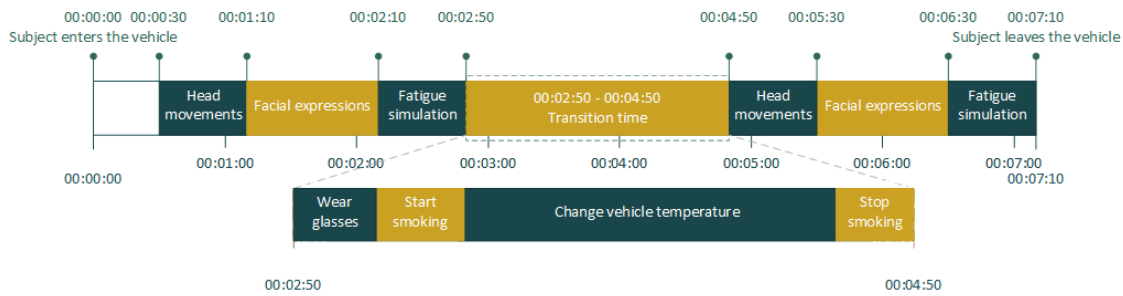 00:00:00 00:00:30 00:01:10 00:02:10 00:02:50 00:04:50 00:05:30 00:06:30 00:07:10
Subject enters the vehicle
Subject leaves the vehicle
Head
movements
Facial expressions
Fatigue
simulation
00:02:50 - 00:04:50
Transition time
Head
movements
Facial expressions
Fatigue
simulation
00:01:00 00:02:00 00:03:00 00:04:00 00:05:00 00:06:00 00:07:00
00:00:00
00:07:10
Wear
glasses
Start
smoking
Change vehicle temperature
Stop
smoking
00:02:50 00:04:50